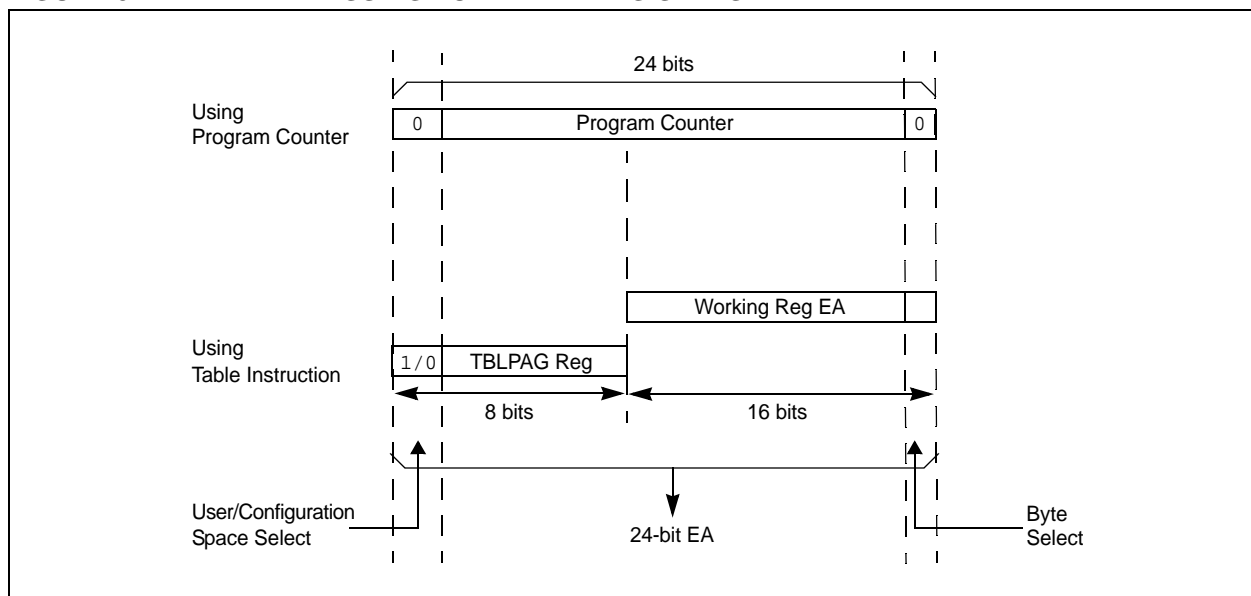 24 bits
Using
Program Counter
0
Program Counter
0
Working Reg EA
Using
Table Instruction
1/0
TBLPAG Reg
8 bits
16 bits
User/Configuration
Space Select
24-bit EA
Byte
Select